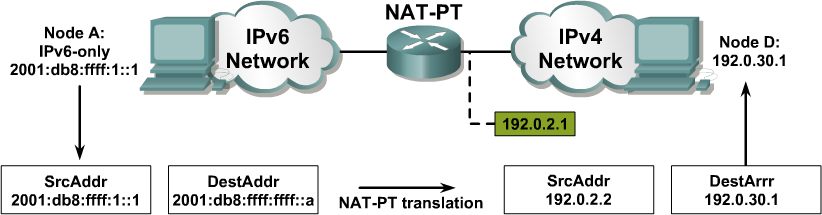 Node A:
IPv6-only
2001:db8:ffff:1::1
IPv6
Network
NAT-PT
IPv4
Network
Node D:
192.0.30.1
192.0.2.1
SrcAddr
2001:db8:ffff:1::1
DestAddr
2001:db8:ffff:ffff::a
NAT-PT translation
SrcAddr
192.0.2.2
DestArrr
192.0.30.1